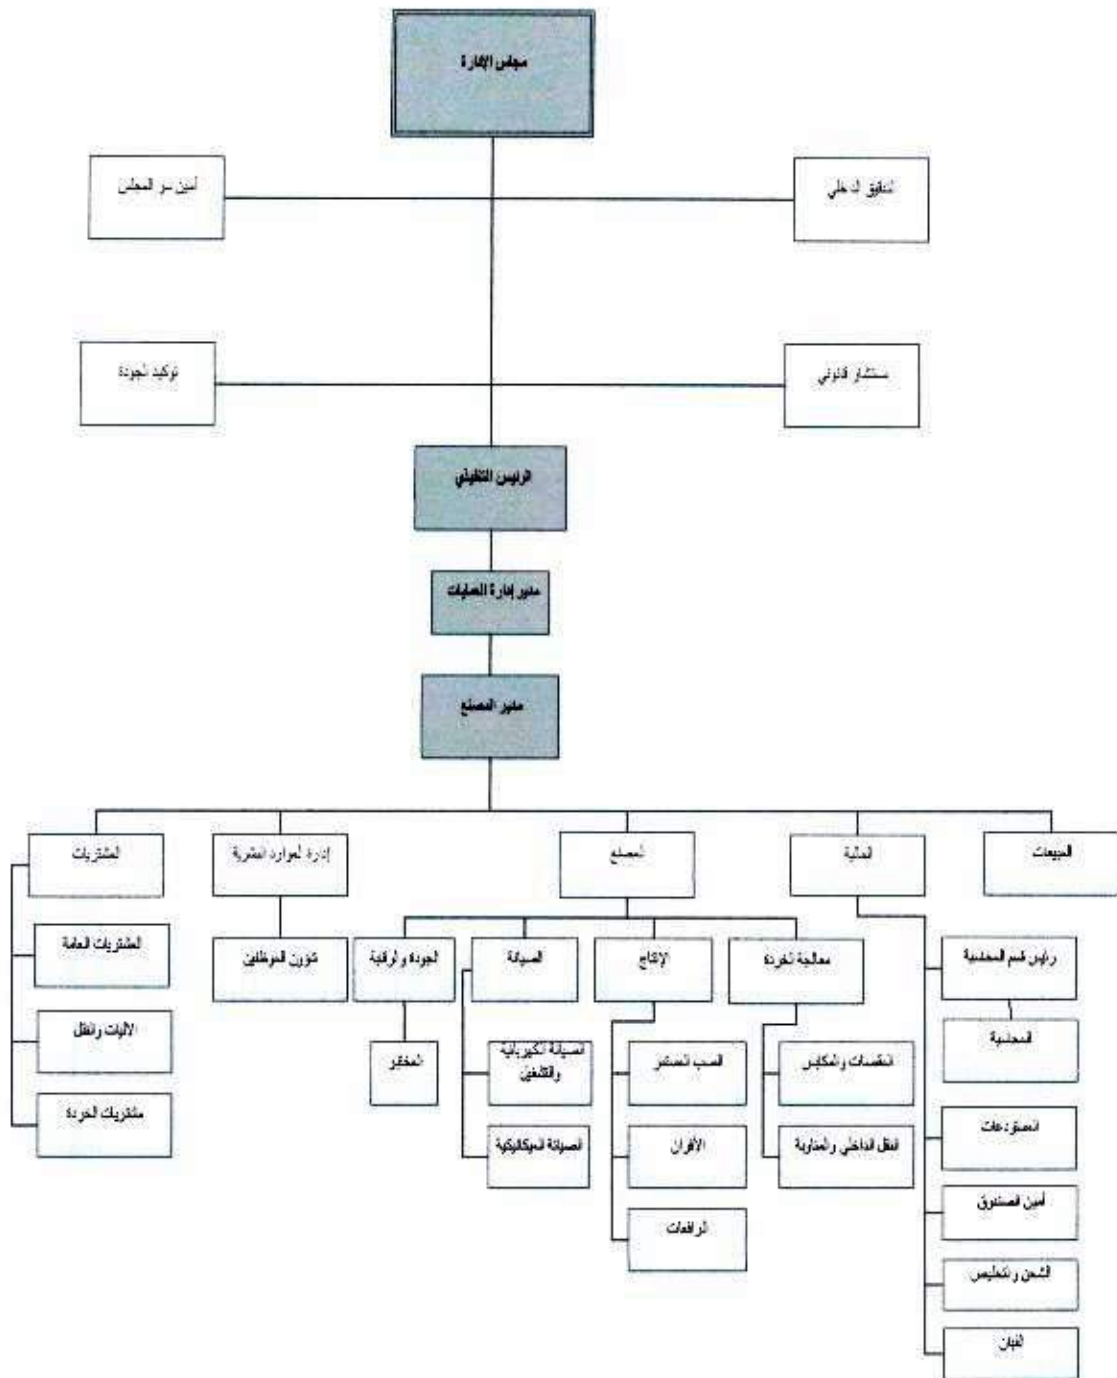 مجلس الإدارة
التدقيق الداخلي
أمين سر المجلس
مستشار قانوني
توكيد الجودة
الرئيس التنفيذي
مدير إدارة العمليات
مدير المصنع
المبيعات
المالية
المصنع
إدارة الموارد البشرية
المشتريات
رئيس قسم المحاسبة
معالجة الخردة
الإنتاج
الصيانة
الجودة والرقابة
شؤون الموظفين
المشتريات العامة
المحاسبة
المقصات والمكابس
الصب المستمر
الصيانة الكهربائية
والتشغيل
المختبر
الآليات والنقل
المستودعات
النقل الداخلي والمناوبة
الأفران
الصيانة الميكانيكية
مشتريات الخردة
أمين الصندوق
الرافعات
الشحن والتخليص
القبان